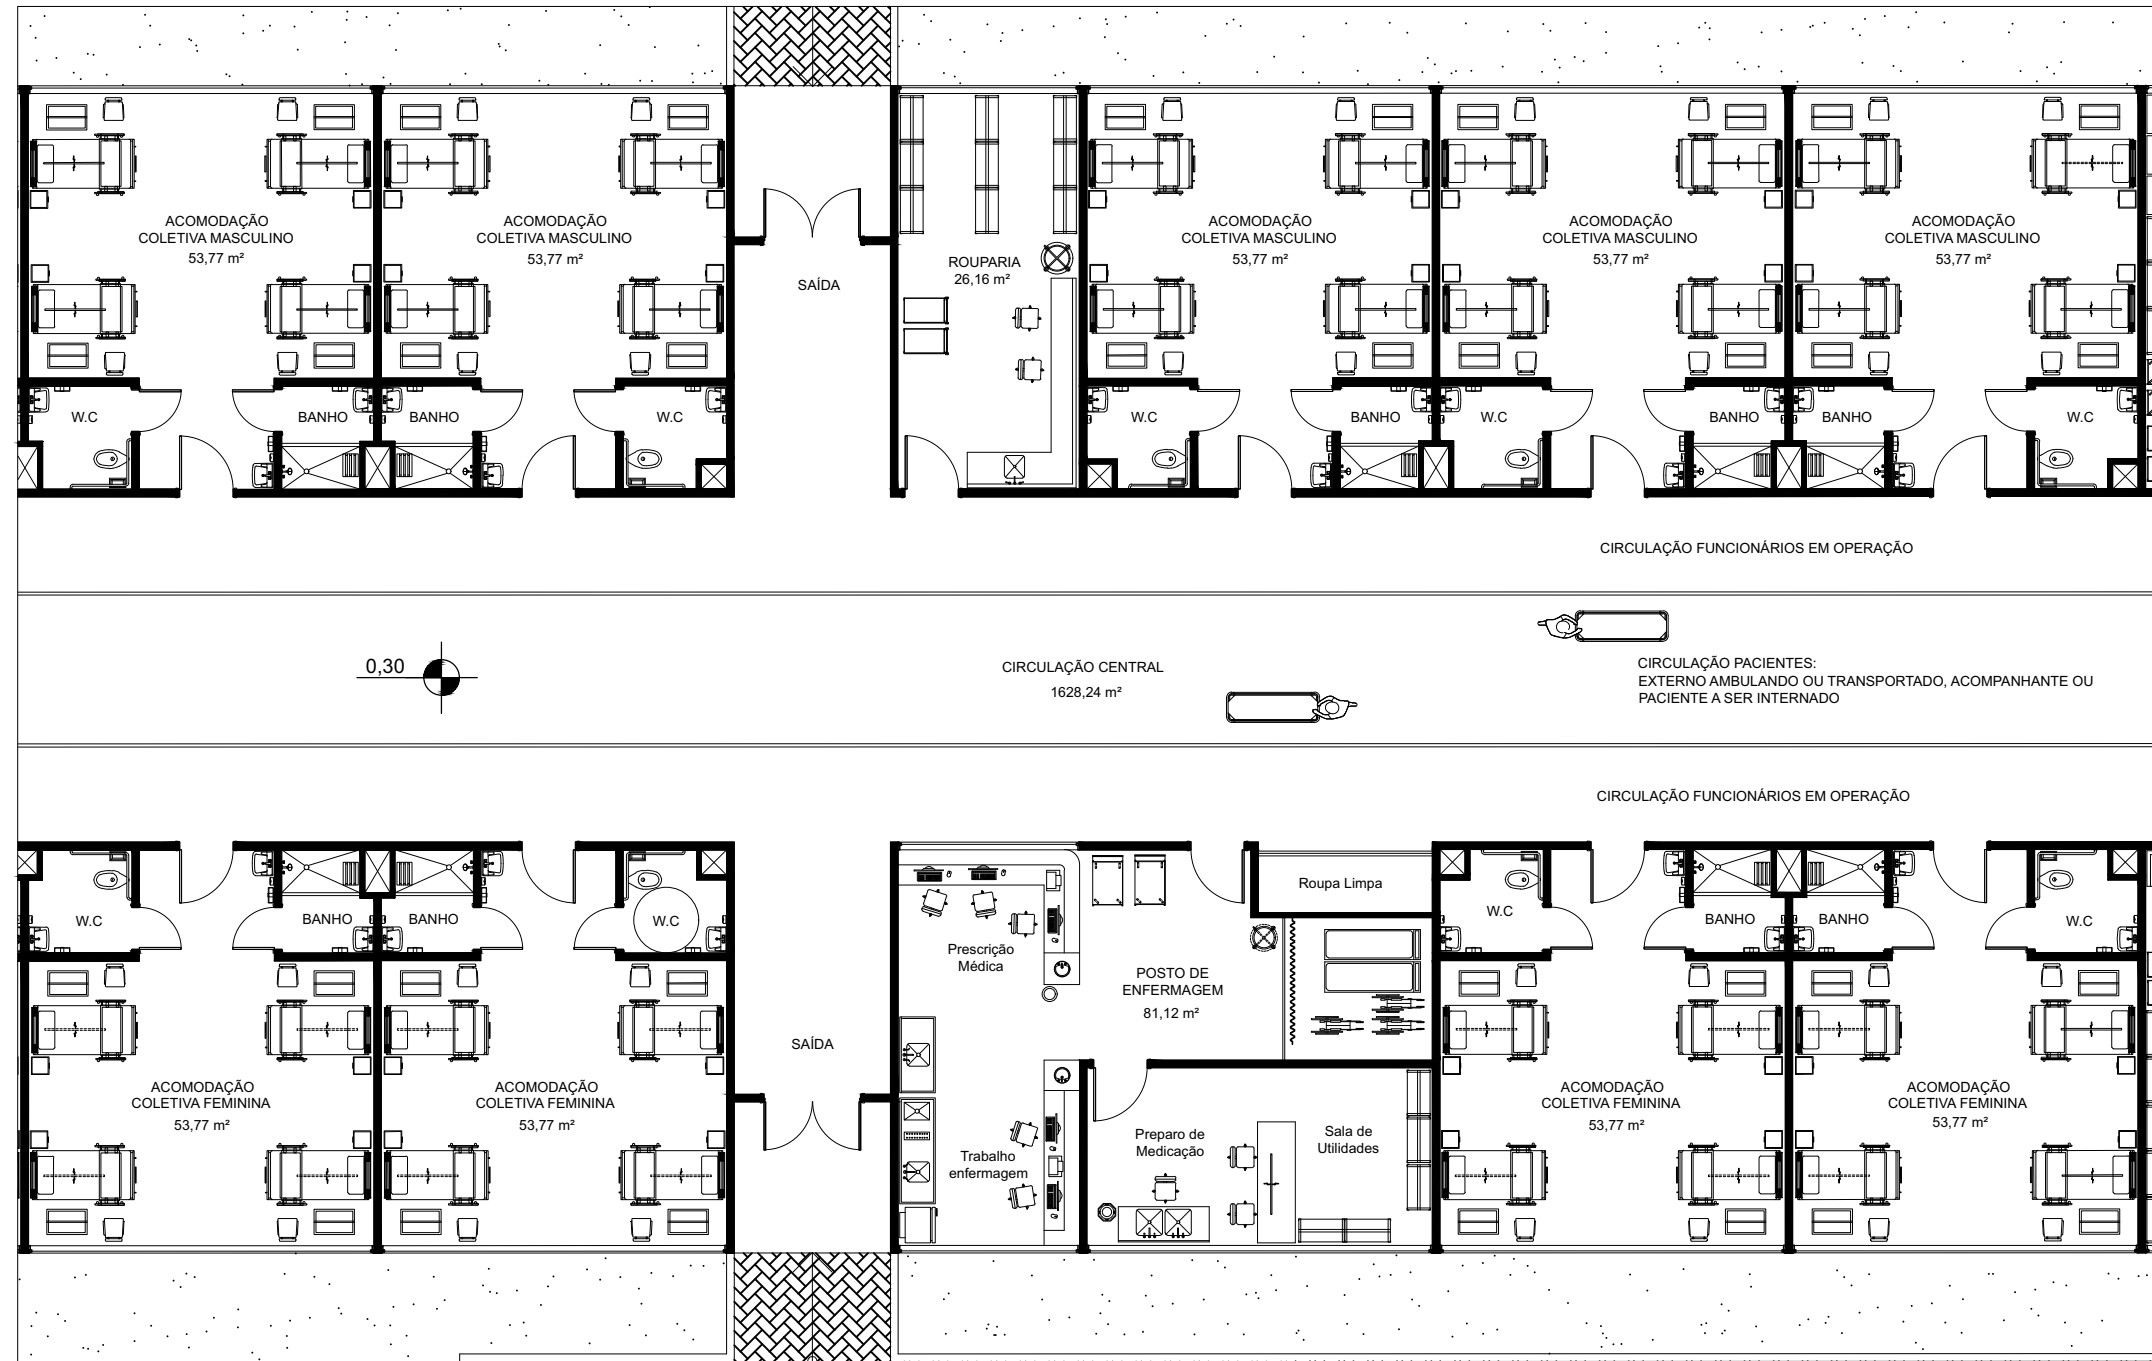 ACOMODAÇÃO
COLETIVA MASCULINO
53,77 m²
ACOMODAÇÃO
COLETIVA MASCULINO
53,77 m²
SAÍDA
ROUPARIA
26,16 m²
ACOMODAÇÃO
COLETIVA MASCULINO
53,77 m²
ACOMODAÇÃO
COLETIVA MASCULINO
53,77 m²
ACOMODAÇÃO
COLETIVA MASCULINO
53,77 m²
W.C
BANHO
BANHO
W.C
W.C
BANHO
W.C
BANHO
BANHO
W.C
CIRCULAÇÃO FUNCIONÁRIOS EM OPERAÇÃO
0,30
CIRCULAÇÃO CENTRAL
1628,24 m²
CIRCULAÇÃO PACIENTES:
EXTERNO AMBULANDO OU TRANSPORTADO, ACOMPANHANTE OU
PACIENTE A SER INTERNADO
CIRCULAÇÃO FUNCIONÁRIOS EM OPERAÇÃO
W.C
BANHO
BANHO
W.C
Prescrição
Médica
POSTO DE
ENFERMAGEM
81,12 m²
Roupa Limpa
W.C
BANHO
BANHO
W.C
ACOMODAÇÃO
COLETIVA FEMININA
53,77 m²
ACOMODAÇÃO
COLETIVA FEMININA
53,77 m²
SAÍDA
Trabalho
enfermagem
Preparo de
Medicação
Sala de
Utilidades
ACOMODAÇÃO
COLETIVA FEMININA
53,77 m²
ACOMODAÇÃO
COLETIVA FEMININA
53,77 m²